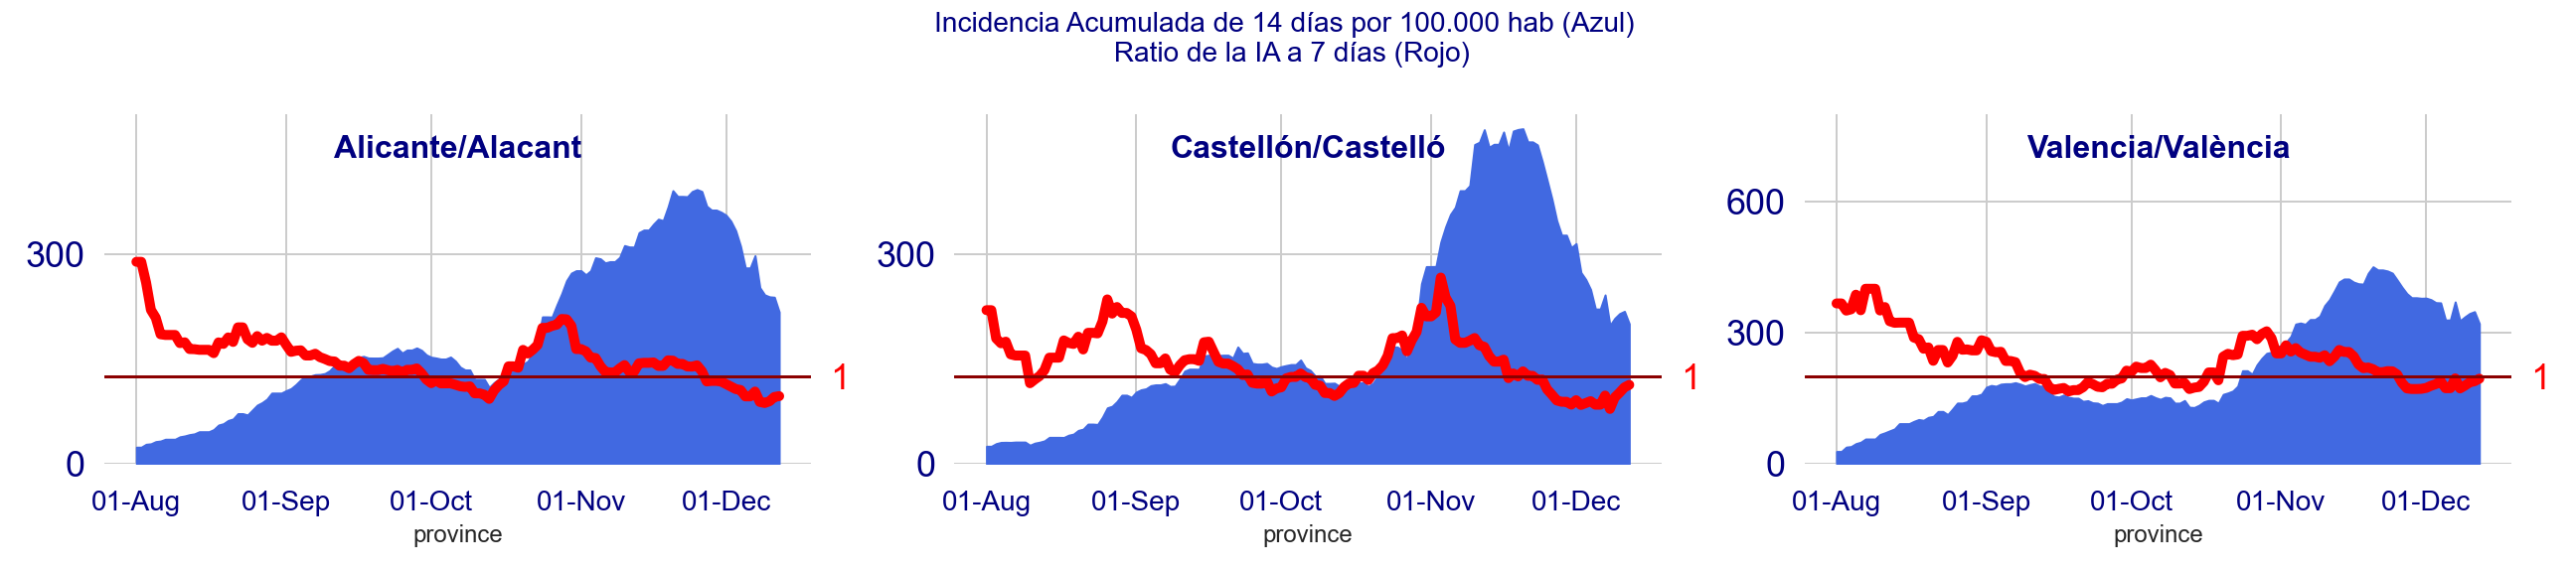 Incidencia Acumulada de 14 días por 100.000 hab (Azul)
Ratio de la IA a 7 días (Rojo)
Alicante/Alacant
300
0
1
01-Aug 01-Sep 01-Oct 01-Nov 01-Dec
province
Castellón/Castelló
300
0
1
01-Aug 01-Sep 01-Oct 01-Nov 01-Dec
province
Valencia/València
600
300
0
1
01-Aug 01-Sep 01-Oct 01-Nov 01-Dec
province